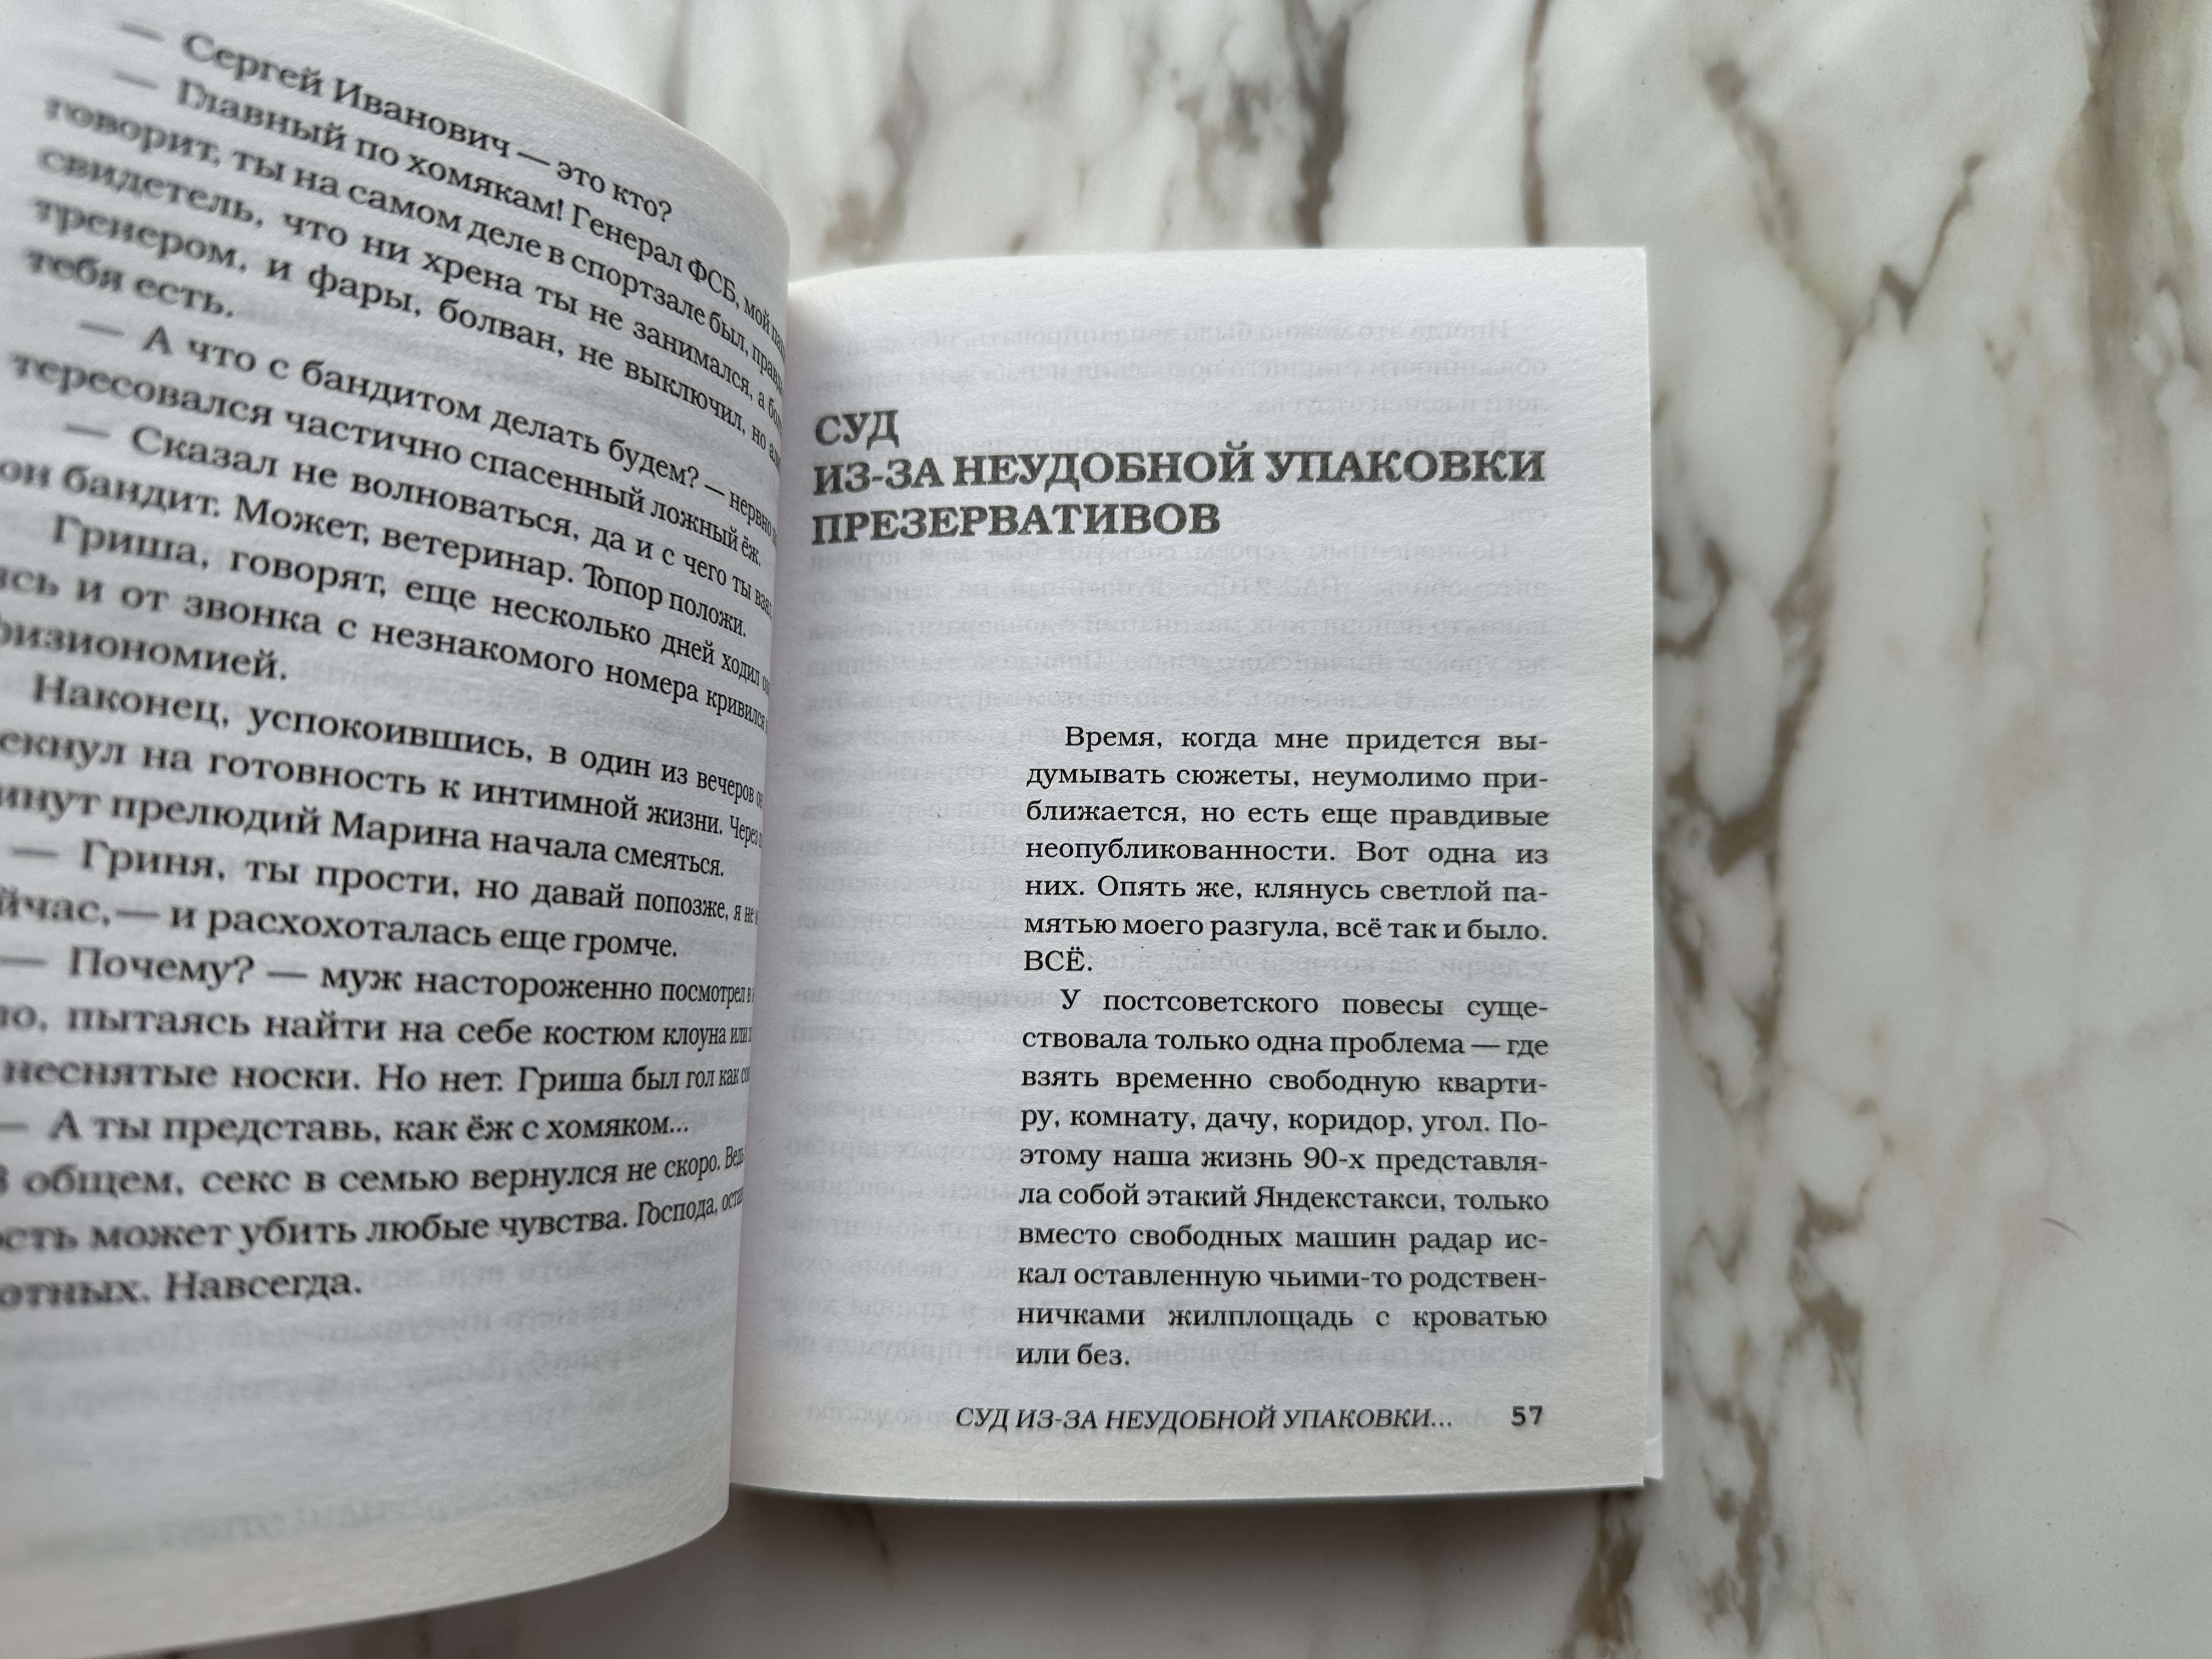 — Сергей Иванович — это кто?
— Главный по хомякам! Генерал ФСБ, мой
говорит, ты на самом деле в спортзале был, правда,
свидетель, что ни хрена ты не занимался, а
тренером, и фары, болван, не выключил, но
тебя есть.
— А что с бандитом делать будем? — нервно
тересовался частично спасенный ложный ёж.
— Сказал не волноваться, да и с чего ты
он бандит. Может, ветеринар. Топор положи.
Гриша, говорят, еще несколько дней ходил
и от звонка с незнакомого номера кривился
физиономией.
Наконец, успокоившись, в один из вечеров
на готовность к интимной жизни. Через
прелюдий Марина начала смеяться.
— Гриня, ты прости, но давай попозже, я не
йчас,— и расхохоталась еще громче.
— Почему? — муж настороженно посмотрел в
пытаясь найти на себе костюм клоуна или
неснятые носки. Но нет. Гриша был гол как
— А ты представь, как ёж с хомяком...
В общем, секс в семью вернулся не скоро. Ведь
ость может убить любые чувства. Господа,
отных. Навсегда.
СУД
ИЗ-ЗА НЕУДОБНОЙ УПАКОВКИ
ПРЕЗЕРВАТИВОВ
Время, когда мне придется вы-
думывать сюжеты, неумолимо при-
ближается, но есть еще правдивые
неопубликованности. Вот одна из
них. Опять же, клянусь светлой па-
мятью моего разгула, всё так и было.
ВСЁ.
У постсоветского повесы суще-
ствовала только одна проблема — где
взять временно свободную кварти-
ру, комнату, дачу, коридор, угол. По-
этому наша жизнь 90-х представля-
ла собой этакий Яндекстакси, только
вместо свободных машин радар ис-
кал оставленную чьими-то родствен-
ничками жилплощадь с кроватью
или без.
СУД ИЗ-ЗА НЕУДОБНОЙ УПАКОВКИ... 57